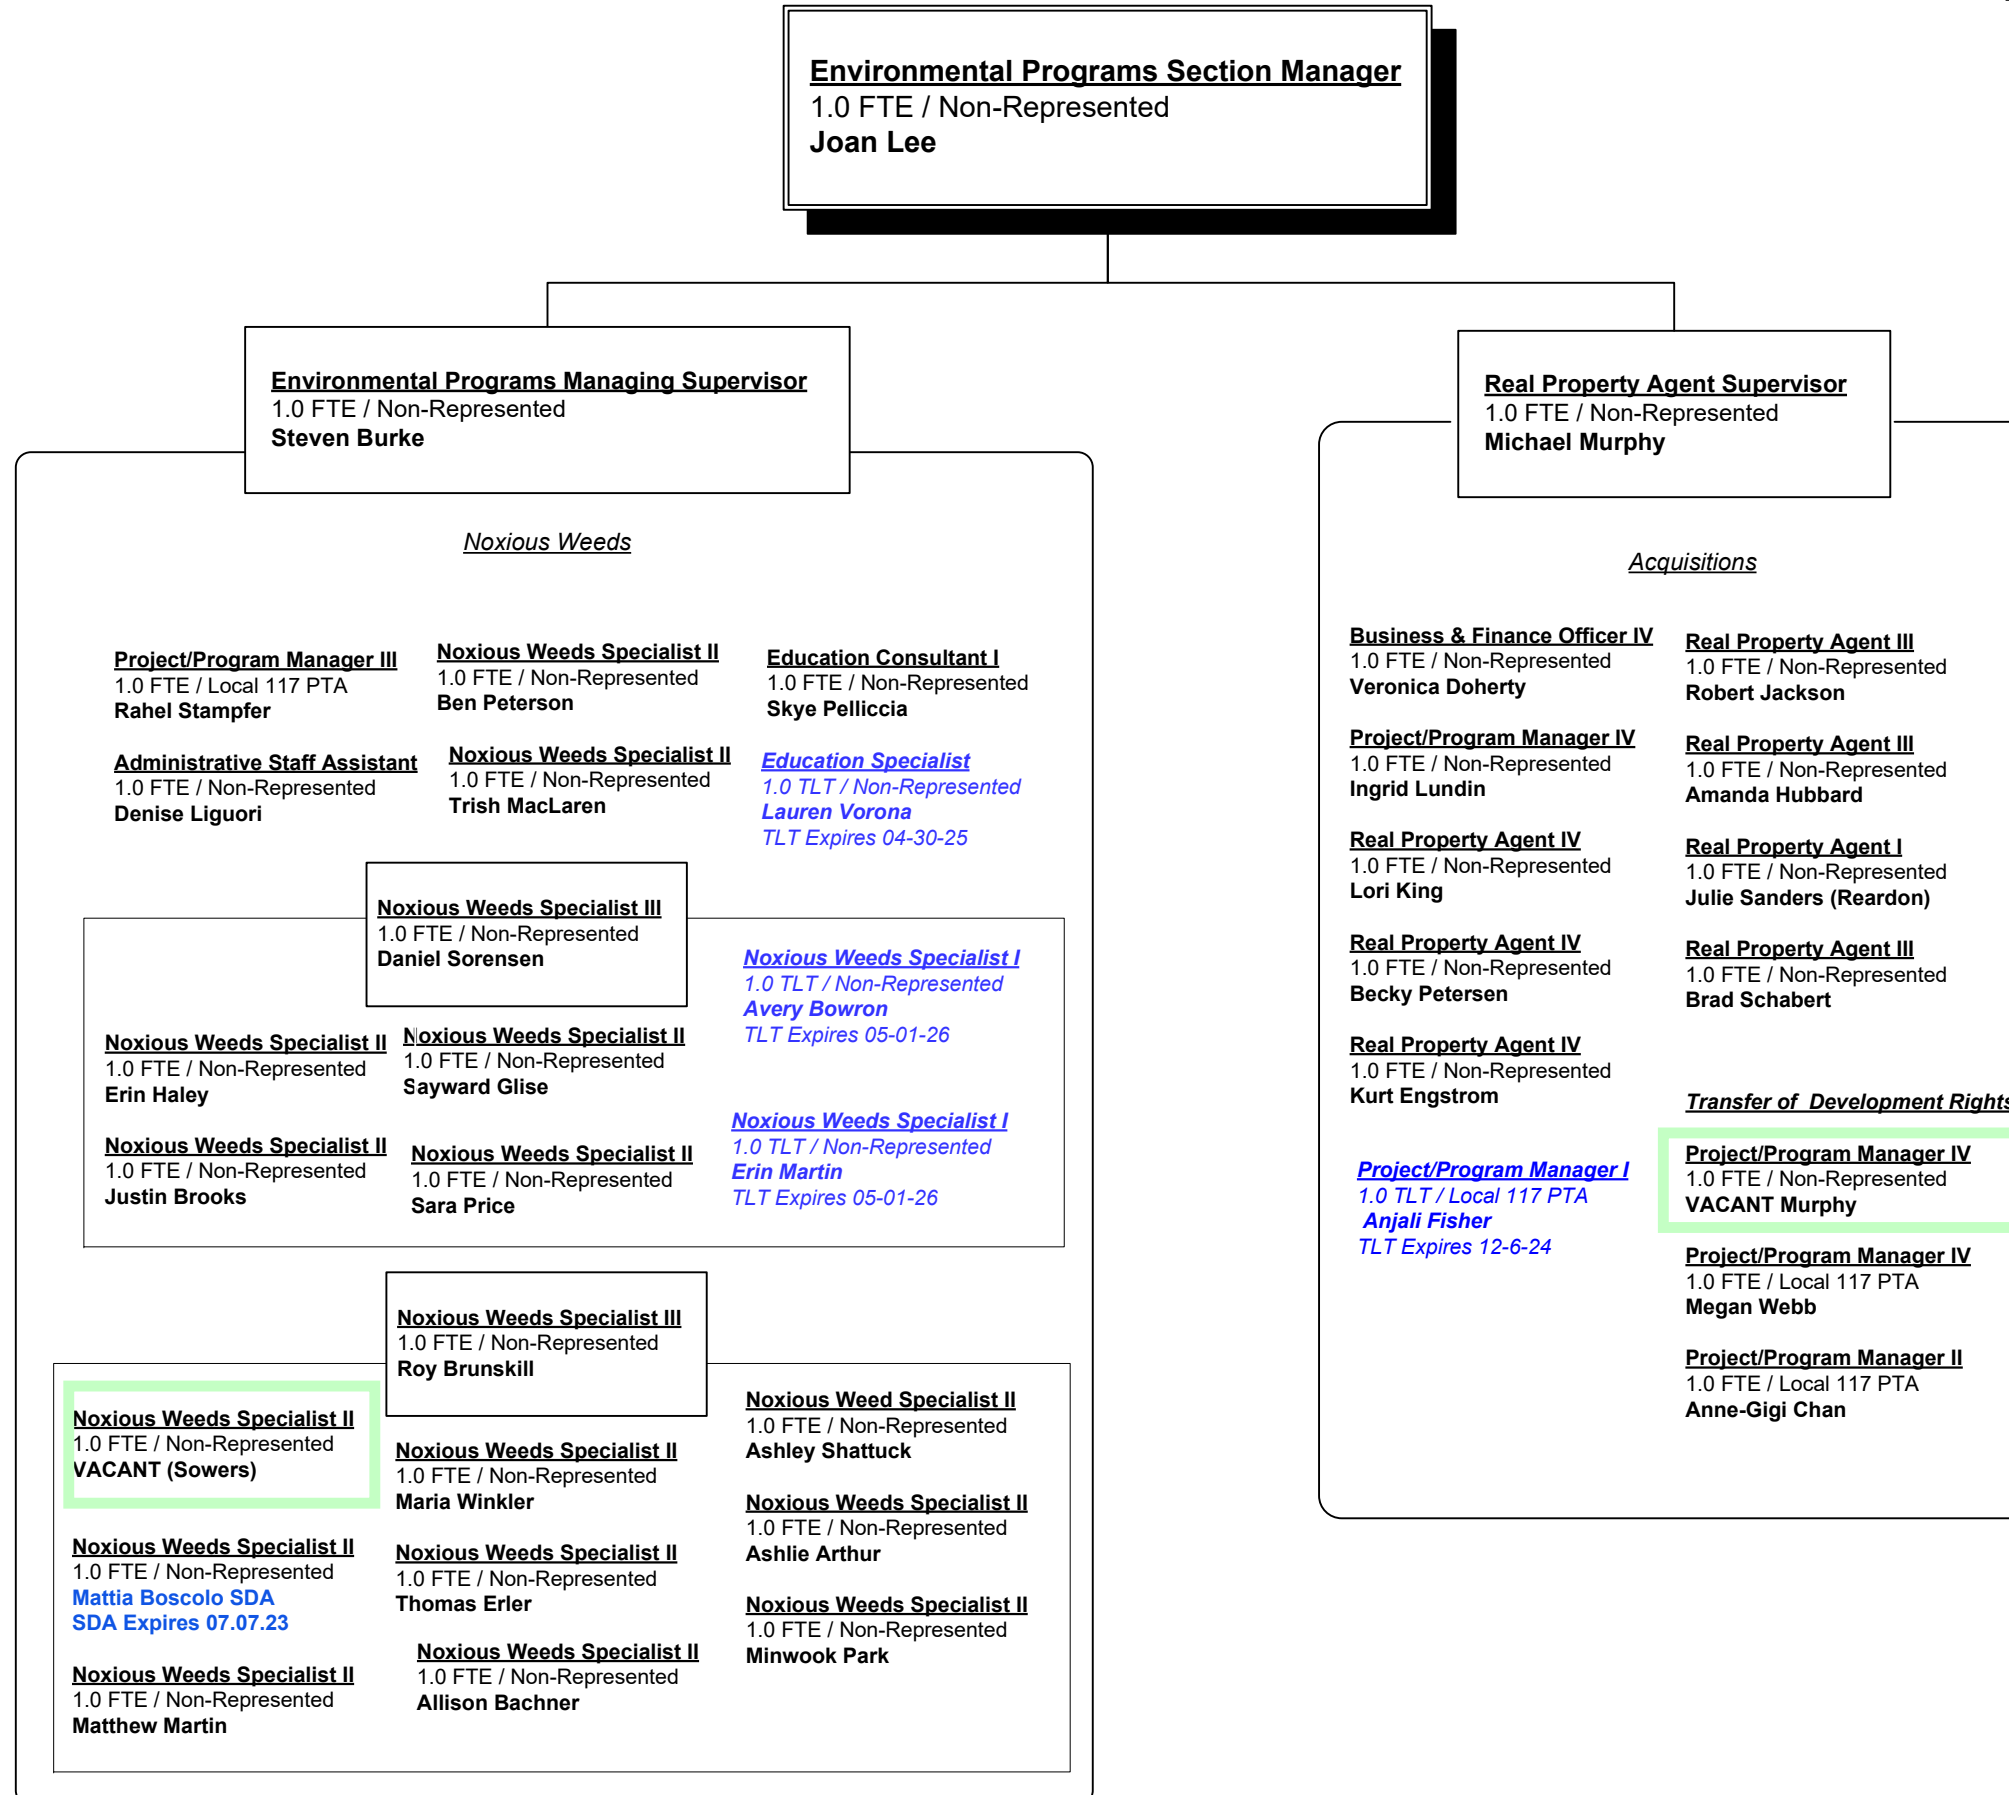 Environmental Programs Section Manager
1.0 FTE / Non-Represented
Joan Lee
Environmental Programs Managing Supervisor
1.0 FTE / Non-Represented
Steven Burke
Noxious Weeds
Project/Program Manager III
1.0 FTE / Local 117 PTA
Rahel Stampfer
Administrative Staff Assistant
1.0 FTE / Non-Represented
Denise Liguori
Noxious Weeds Specialist II
1.0 FTE / Non-Represented
Ben Peterson
Noxious Weeds Specialist II
1.0 FTE / Non-Represented
Trish MacLaren
Education Consultant I
1.0 FTE / Non-Represented
Skye Pelliccia
Education Specialist
1.0 TLT / Non-Represented
Lauren Vorona
TLT Expires 04-30-25
Noxious Weeds Specialist III
1.0 FTE / Non-Represented
Daniel Sorensen
Noxious Weeds Specialist II
1.0 FTE / Non-Represented
Erin Haley
Noxious Weeds Specialist II
1.0 FTE / Non-Represented
Justin Brooks
Noxious Weeds Specialist II
1.0 FTE / Non-Represented
Sayward Glise
Noxious Weeds Specialist II
1.0 FTE / Non-Represented
Sara Price
Noxious Weeds Specialist I
1.0 TLT / Non-Represented
Avery Bowron
TLT Expires 05-01-26
Noxious Weeds Specialist I
1.0 TLT / Non-Represented
Erin Martin
TLT Expires 05-01-26
Noxious Weeds Specialist III
1.0 FTE / Non-Represented
Roy Brunskill
Noxious Weeds Specialist II
1.0 FTE / Non-Represented
VACANT (Sowers)
Noxious Weeds Specialist II
1.0 FTE / Non-Represented
Mattia Boscolo SDA
SDA Expires 07.07.23
Noxious Weeds Specialist II
1.0 FTE / Non-Represented
Matthew Martin
Noxious Weeds Specialist II
1.0 FTE / Non-Represented
Maria Winkler
Noxious Weeds Specialist II
1.0 FTE / Non-Represented
Thomas Erler
Noxious Weeds Specialist II
1.0 FTE / Non-Represented
Allison Bachner
Noxious Weed Specialist II
1.0 FTE / Non-Represented
Ashley Shattuck
Noxious Weeds Specialist II
1.0 FTE / Non-Represented
Ashlie Arthur
Noxious Weeds Specialist II
1.0 FTE / Non-Represented
Minwook Park
Real Property Agent Supervisor
1.0 FTE / Non-Represented
Michael Murphy
Acquisitions
Business & Finance Officer IV
1.0 FTE / Non-Represented
Veronica Doherty
Project/Program Manager IV
1.0 FTE / Non-Represented
Ingrid Lundin
Real Property Agent IV
1.0 FTE / Non-Represented
Lori King
Real Property Agent IV
1.0 FTE / Non-Represented
Becky Petersen
Real Property Agent IV
1.0 FTE / Non-Represented
Kurt Engstrom
Project/Program Manager I
1.0 TLT / Local 117 PTA
Anjali Fisher
TLT Expires 12-6-24
Real Property Agent III
1.0 FTE / Non-Represented
Robert Jackson
Real Property Agent III
1.0 FTE / Non-Represented
Amanda Hubbard
Real Property Agent I
1.0 FTE / Non-Represented
Julie Sanders (Reardon)
Real Property Agent III
1.0 FTE / Non-Represented
Brad Schabert
Transfer of Development Rights
Project/Program Manager IV
1.0 FTE / Non-Represented
VACANT Murphy
Project/Program Manager IV
1.0 FTE / Local 117 PTA
Megan Webb
Project/Program Manager II
1.0 FTE / Local 117 PTA
Anne-Gigi Chan